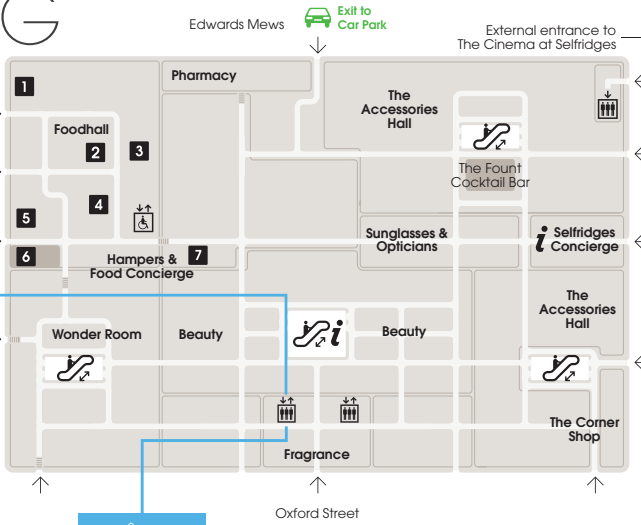 G
Edwards Mews
Exit to
Car Park
External entrance to
The Cinema at Selfridges
Pharmacy
1
The
Accessories
Hall
Foodhall
2
3
The Fount
Cocktail Bar
4
5
Sunglasses &
Opticians
i
Selfridges
Concierge
6
7
Hampers &
Food Concierge
The
Accessories
Hall
Wonder Room
Beauty
i
Beauty
The Corner
Shop
Fragrance
Oxford Street